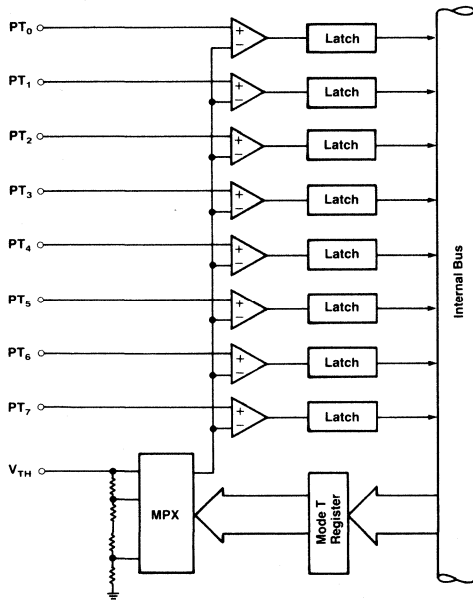 PT₀
+
−
Latch
PT₁
+
−
Latch
PT₂
+
−
Latch
PT₃
+
−
Latch
PT₄
+
−
Latch
PT₅
+
−
Latch
PT₆
+
−
Latch
PT₇
+
−
Latch
V_TH
MPX
Mode T
Register
Internal Bus